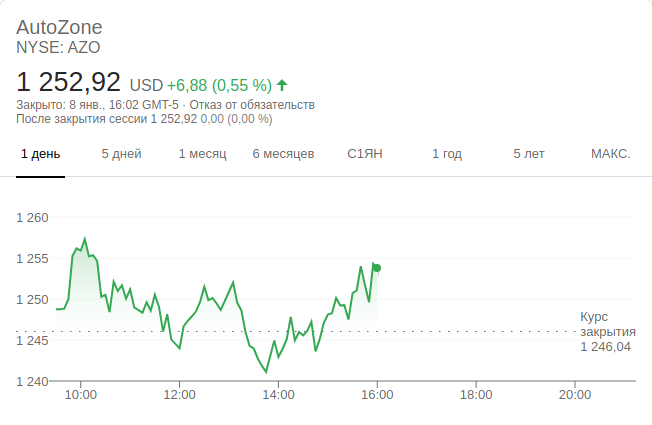 AutoZone
NYSE: AZO
1 252,92 USD +6,88 (0,55 %)
Закрыто: 8 янв., 16:02 GMT-5 · Отказ от обязательств
После закрытия сессии 1 252,92 0,00 (0,00 %)
1 день 5 дней 1 месяц 6 месяцев С1ЯН 1 год 5 лет МАКС.
1 260
1 255
1 250
1 245
1 240
Курс
закрытия
1 246,04
10:00 12:00 14:00 16:00 18:00 20:00